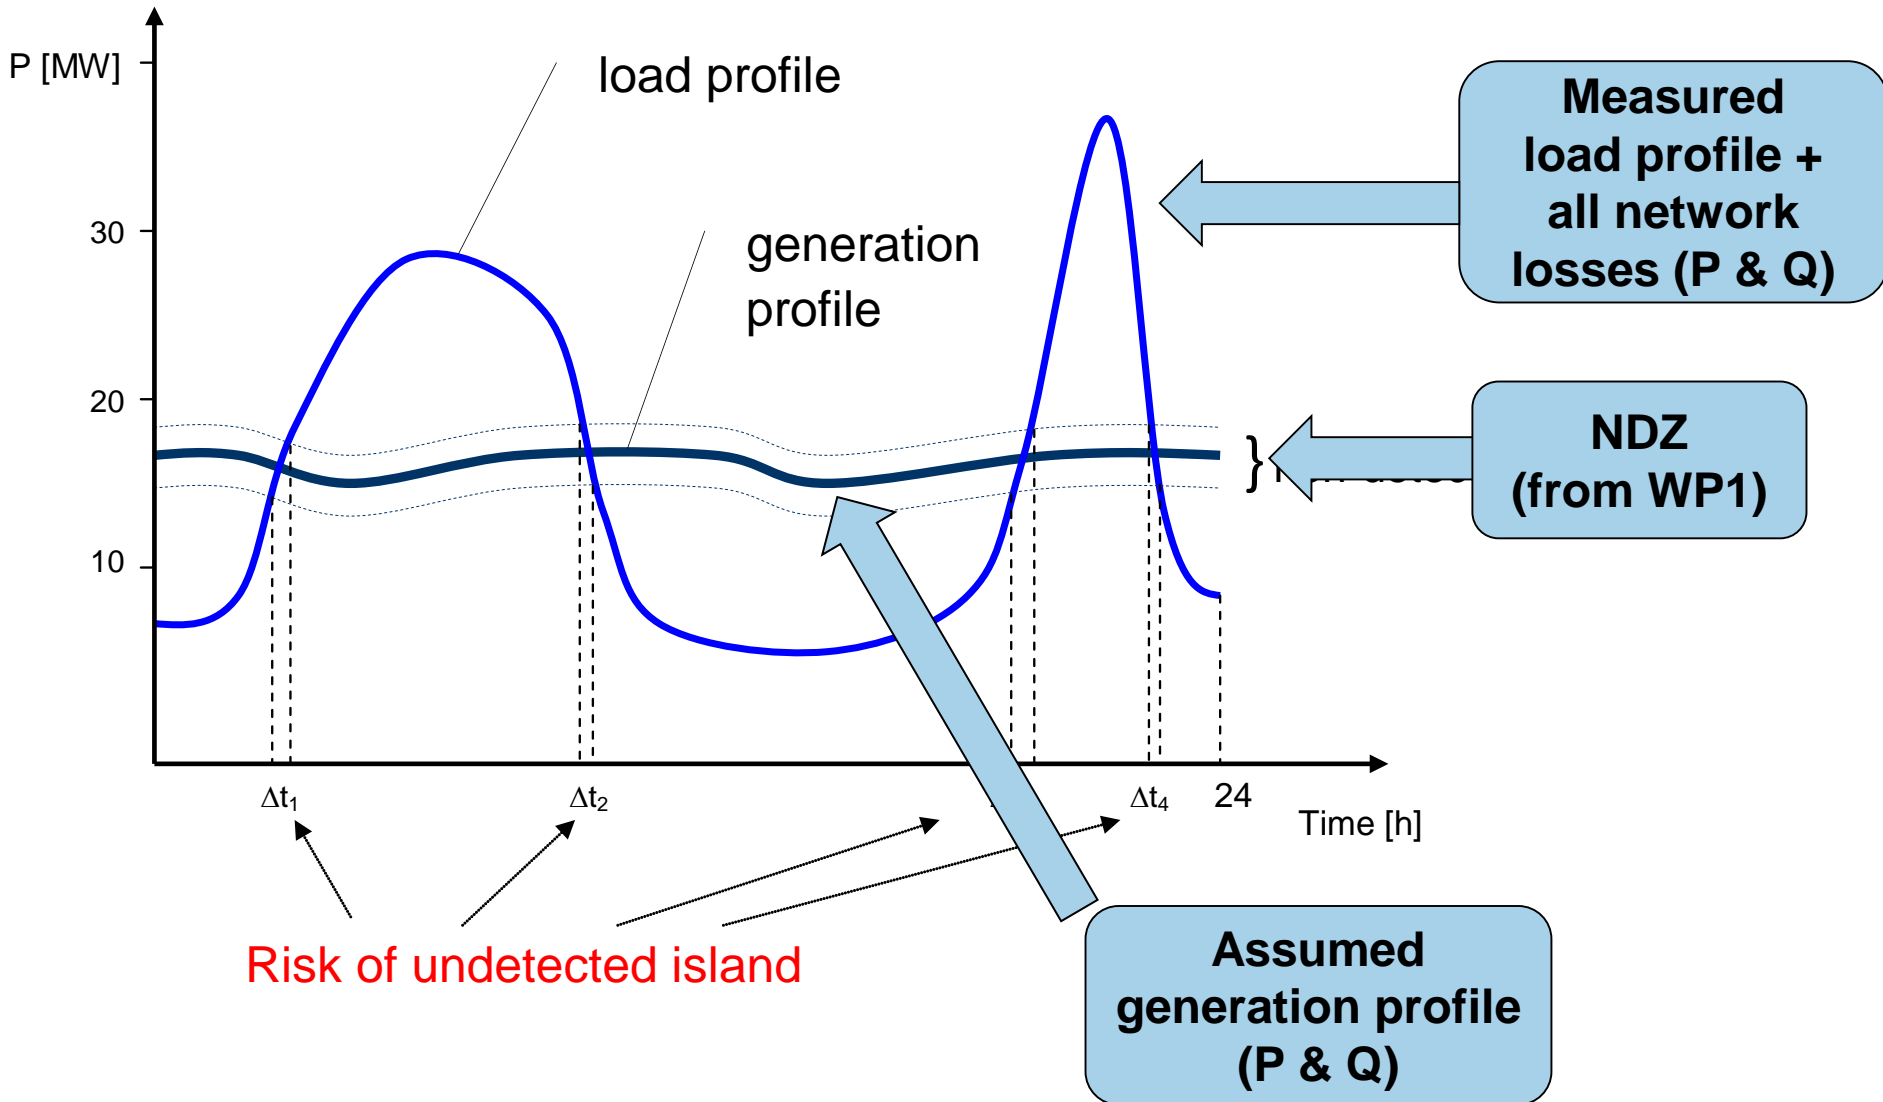 P [MW]
load profile
Measured
load profile +
all network
losses (P & Q)
30
generation
profile
20
NDZ
(from WP1)
}
10
Δt1
Δt2
Δt4
24
Time [h]
Risk of undetected island
Assumed
generation profile
(P & Q)